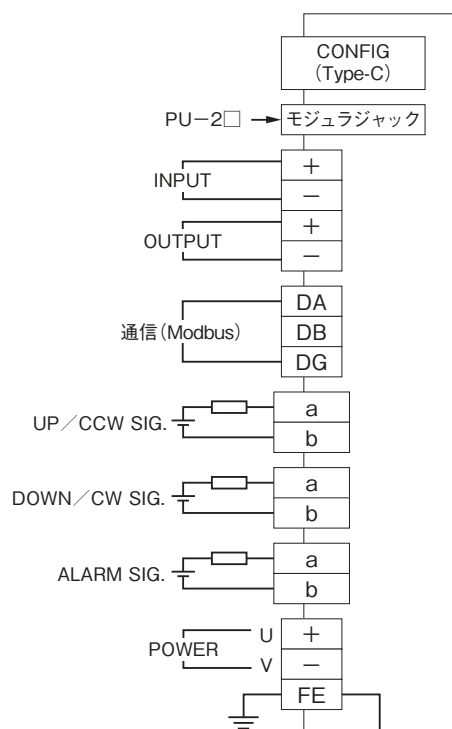 CONFIG
(Type-C)
PU−2□
モジュラジャック
INPUT
+
−
OUTPUT
+
−
通信(Modbus)
DA
DB
DG
UP/CCW SIG.
a
b
DOWN/CW SIG.
a
b
ALARM SIG.
a
b
POWER
U
+
V
−
FE